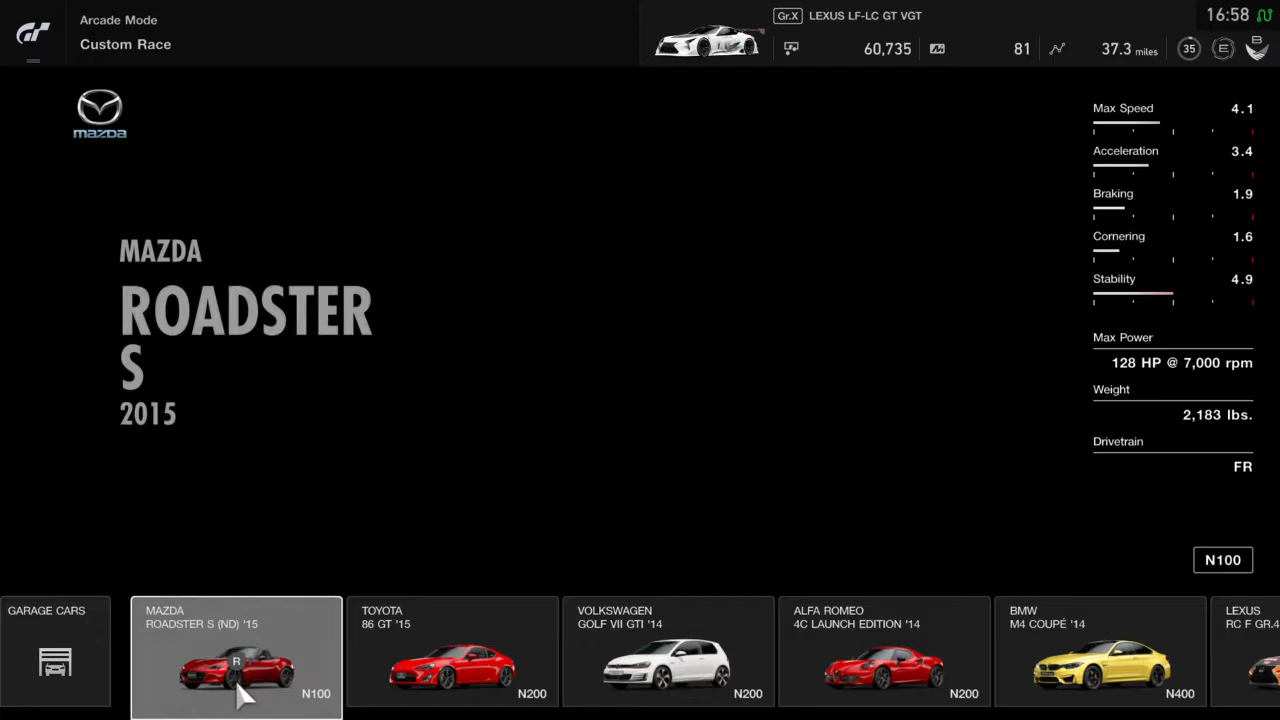 Arcade Mode
Custom Race
Gr.X LEXUS LF-LC GT VGT
16:58
60,735
81
37.3 miles
35
E
B
mazda
MAZDA
ROADSTER
S
2015
Max Speed 4.1
Acceleration 3.4
Braking 1.9
Cornering 1.6
Stability 4.9
Max Power
128 HP @ 7,000 rpm
Weight
2,183 lbs.
Drivetrain
FR
N100
GARAGE CARS
MAZDA
ROADSTER S (ND) '15
R
N100
TOYOTA
86 GT '15
N200
VOLKSWAGEN
GOLF VII GTI '14
N200
ALFA ROMEO
4C LAUNCH EDITION '14
N200
BMW
M4 COUPÉ '14
N400
LEXUS
RC F GR.4